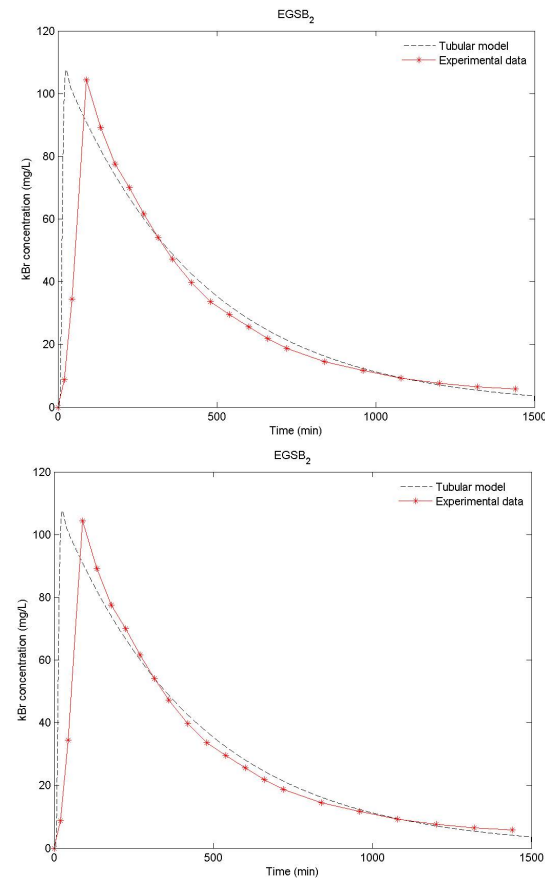 EGSB2
120
Tubular model
Experimental data
100
80
60
40
20
0
kBr concentration (mg/L)
0 500 1000 1500
Time (min)
EGSB2
120
Tubular model
Experimental data
100
80
60
40
20
0
kBr concentration (mg/L)
0 500 1000 1500
Time (min)